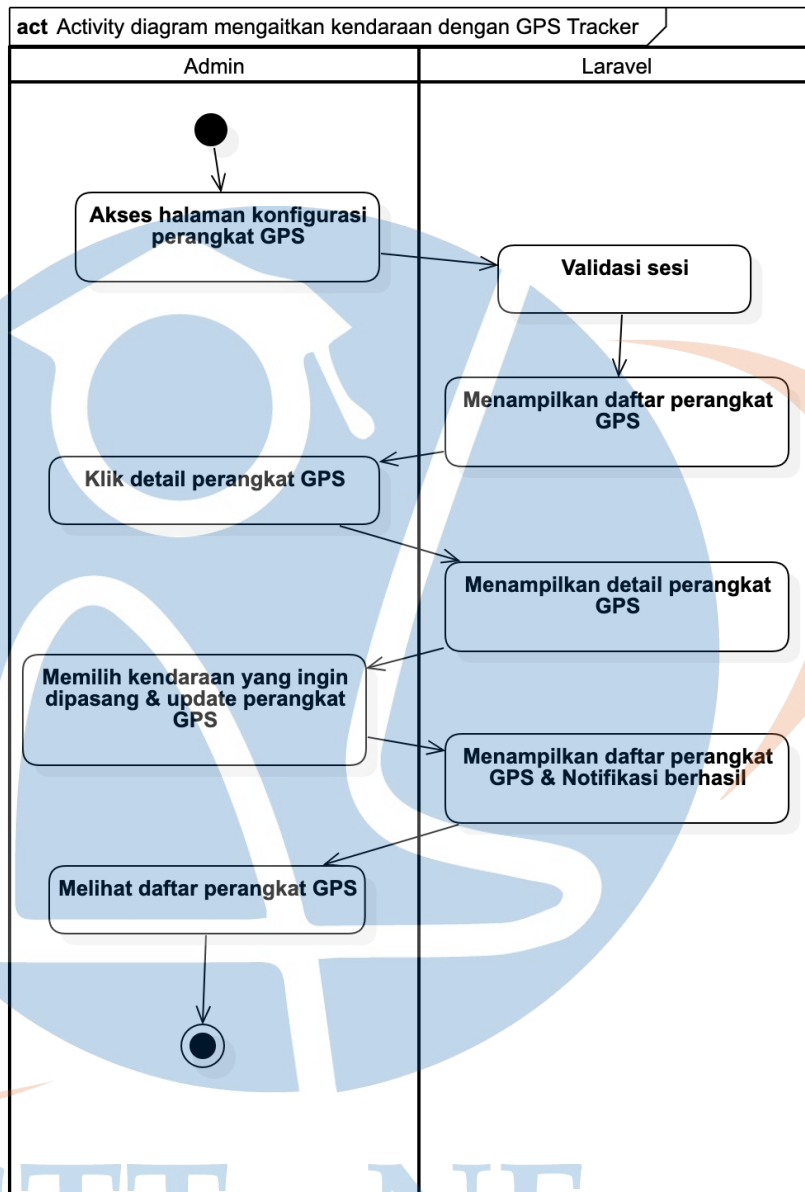 act Activity diagram mengaitkan kendaraan dengan GPS Tracker
Admin
Laravel
Akses halaman konfigurasi
perangkat GPS
Validasi sesi
Menampilkan daftar perangkat
GPS
Klik detail perangkat GPS
Menampilkan detail perangkat
GPS
Memilih kendaraan yang ingin
dipasang & update perangkat
GPS
Menampilkan daftar perangkat
GPS & Notifikasi berhasil
Melihat daftar perangkat GPS